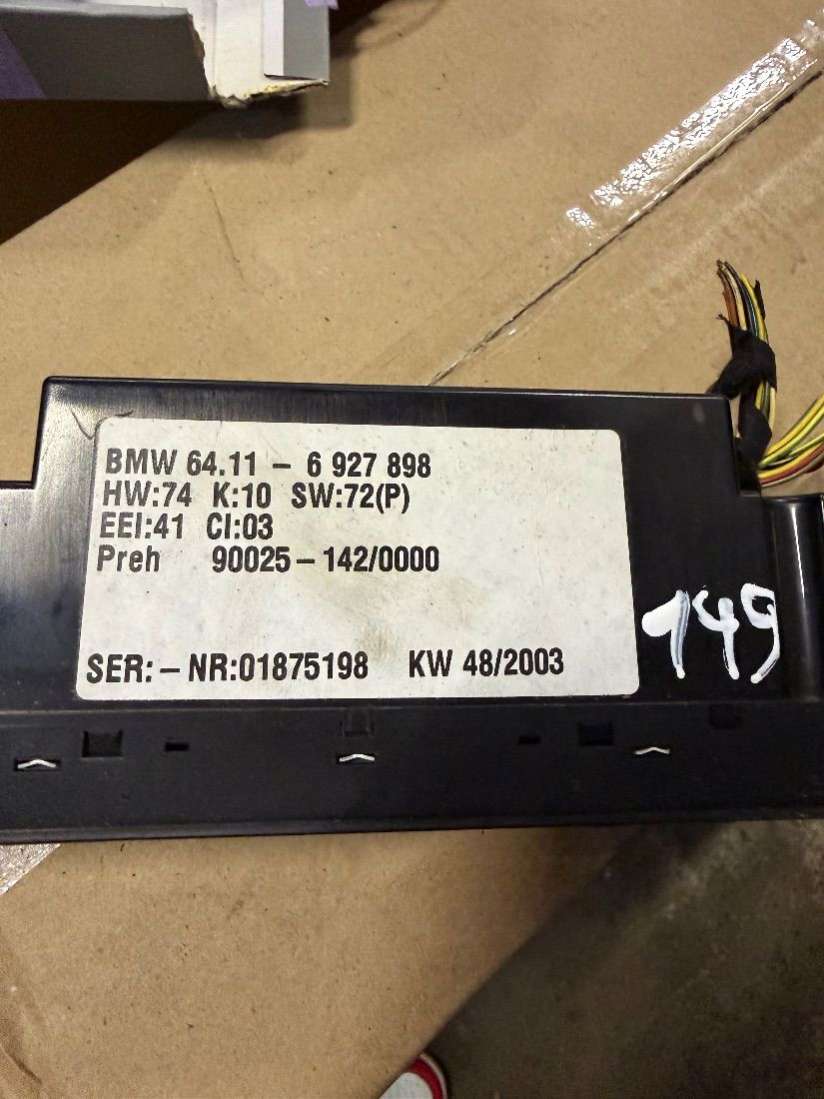 BMW 64.11 - 6 927 898
HW:74 K:10 SW:72(P)
EEI:41 CI:03
Preh 90025-142/0000
SER:-NR:01875198 KW 48/2003
149